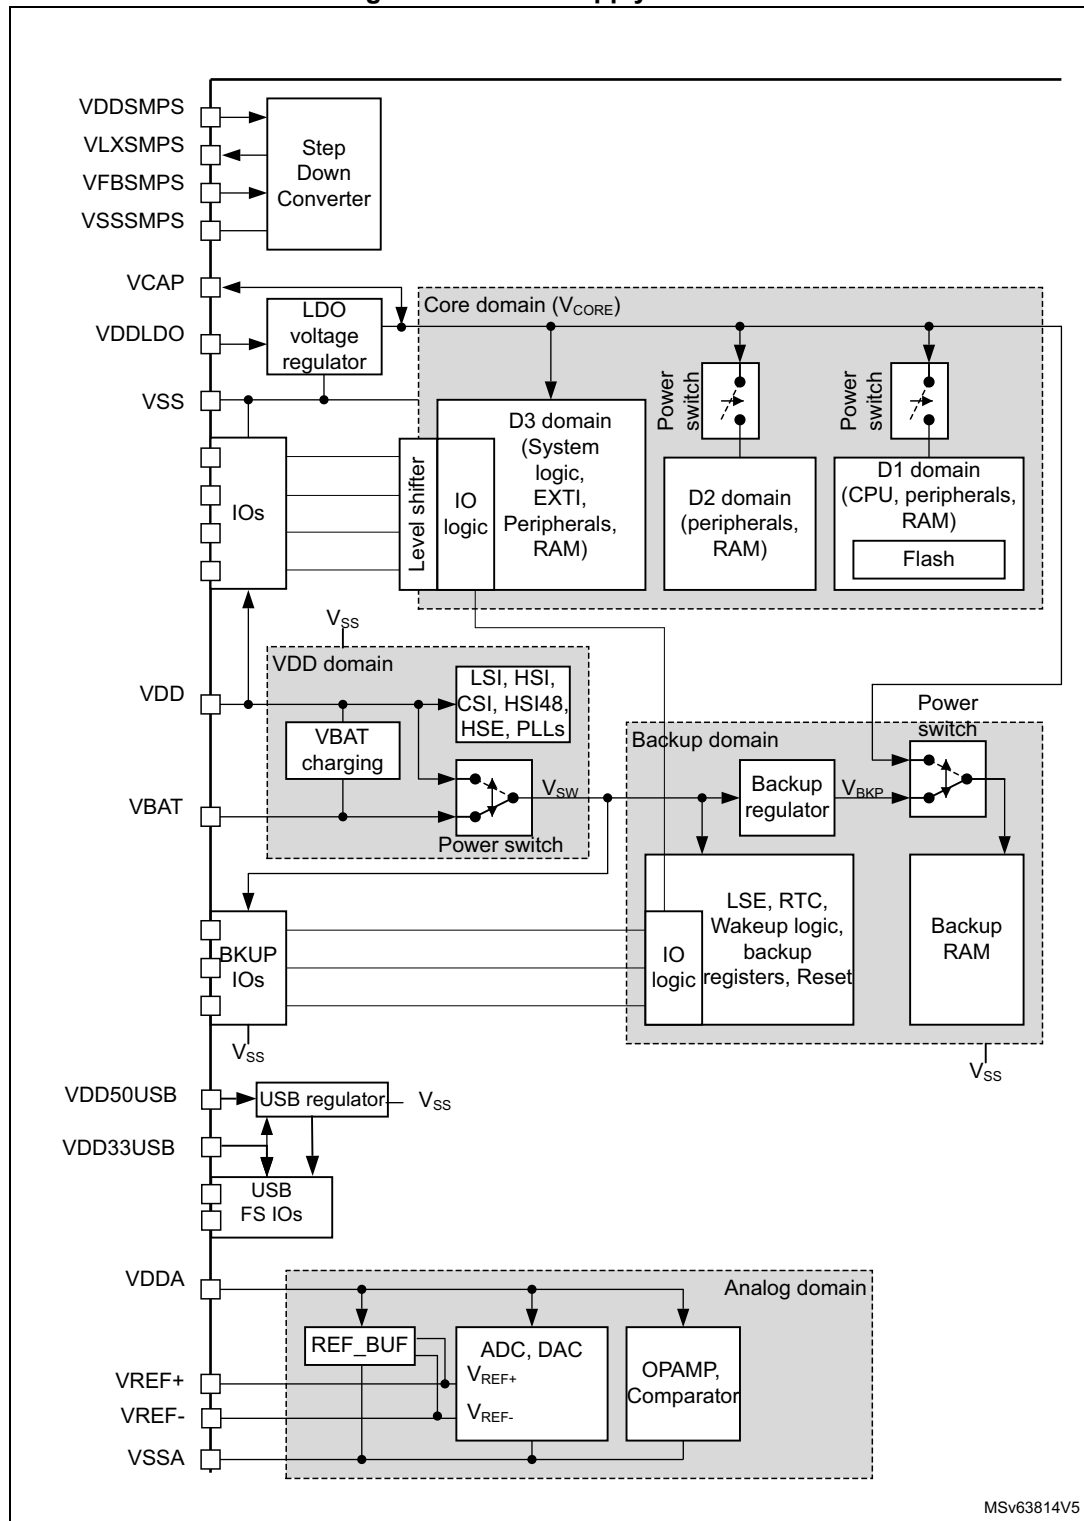 VDDSMPS
VLXSMPS
VFBSMPS
VSSSMPS
Step
Down
Converter
VCAP
VDDLDO
VSS
LDO
voltage
regulator
Core domain (VCORE)
Power
switch
Power
switch
D3 domain
(System
logic,
EXTI,
Peripherals,
RAM)
D2 domain
(peripherals,
RAM)
D1 domain
(CPU, peripherals,
RAM)
Flash
IOs
Level shifter
IO
logic
VSS
VDD domain
VDD
LSI, HSI,
CSI, HSI48,
HSE, PLLs
VBAT
charging
VBAT
VSW
Power switch
Backup domain
Power
switch
Backup
regulator
VBKP
LSE, RTC,
Wakeup logic,
backup
registers, Reset
IO
logic
Backup
RAM
BKUP
IOs
VSS
VSS
VDD50USB
USB regulator
VSS
VDD33USB
USB
FS IOs
VDDA
Analog domain
REF_BUF
ADC, DAC
VREF+
VREF-
OPAMP,
Comparator
VREF+
VREF-
VSSA
MSv63814V5